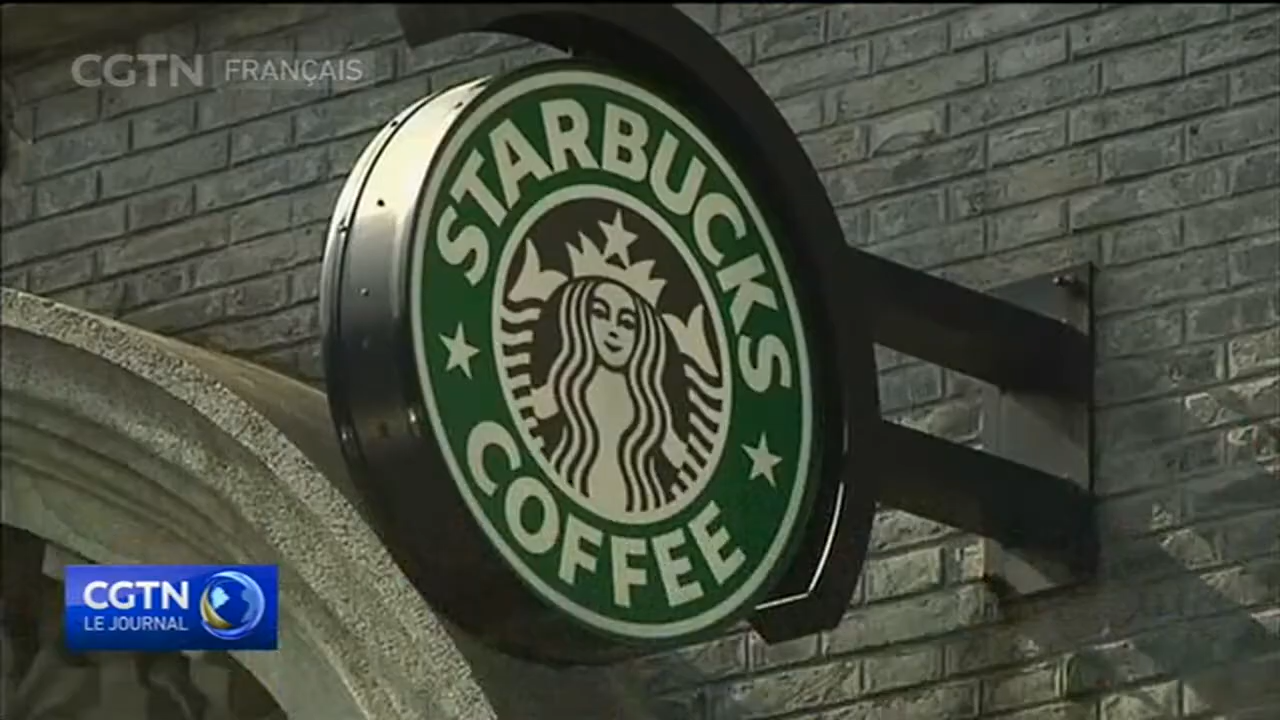 CGTN FRANÇAIS
STARBUCKS
COFFEE
CGTN
LE JOURNAL